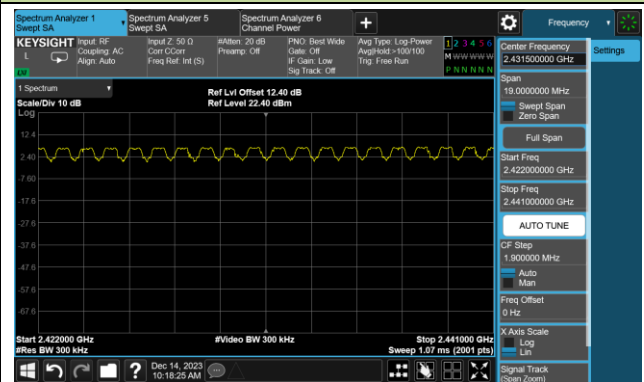 Spectrum Analyzer 1
Swept SA
Spectrum Analyzer 5
Swept SA
Spectrum Analyzer 6
Channel Power
Frequency
KEYSIGHT
L
LW
Input: RF
Coupling: AC
Align: Auto
Input Z: 50 Ω
Corr CCorr
Freq Ref: Int (S)
#Atten: 20 dB
Preamp: Off
PNO: Best Wide
Gate: Off
IF Gain: Low
Sig Track: Off
Avg Type: Log-Power
Avg|Hold:>100/100
Trig: Free Run
1 2 3 4 5 6
M W W W W W
P N N N N N
1 Spectrum
Scale/Div 10 dB
Log
Ref Lvl Offset 12.40 dB
Ref Level 22.40 dBm
12.4
2.40
-7.60
-17.6
-27.6
-37.6
-47.6
-57.6
-67.6
Start 2.422000 GHz
#Res BW 300 kHz
#Video BW 300 kHz
Stop 2.441000 GHz
Sweep 1.07 ms (2001 pts)
Center Frequency
2.431500000 GHz
Settings
Span
19.0000000 MHz
Swept Span
Zero Span
Full Span
Start Freq
2.422000000 GHz
Stop Freq
2.441000000 GHz
AUTO TUNE
CF Step
1.900000 MHz
Auto
Man
Freq Offset
0 Hz
X Axis Scale
Log
Lin
Signal Track
(Span Zoom)
?
Dec 14, 2023
10:18:25 AM